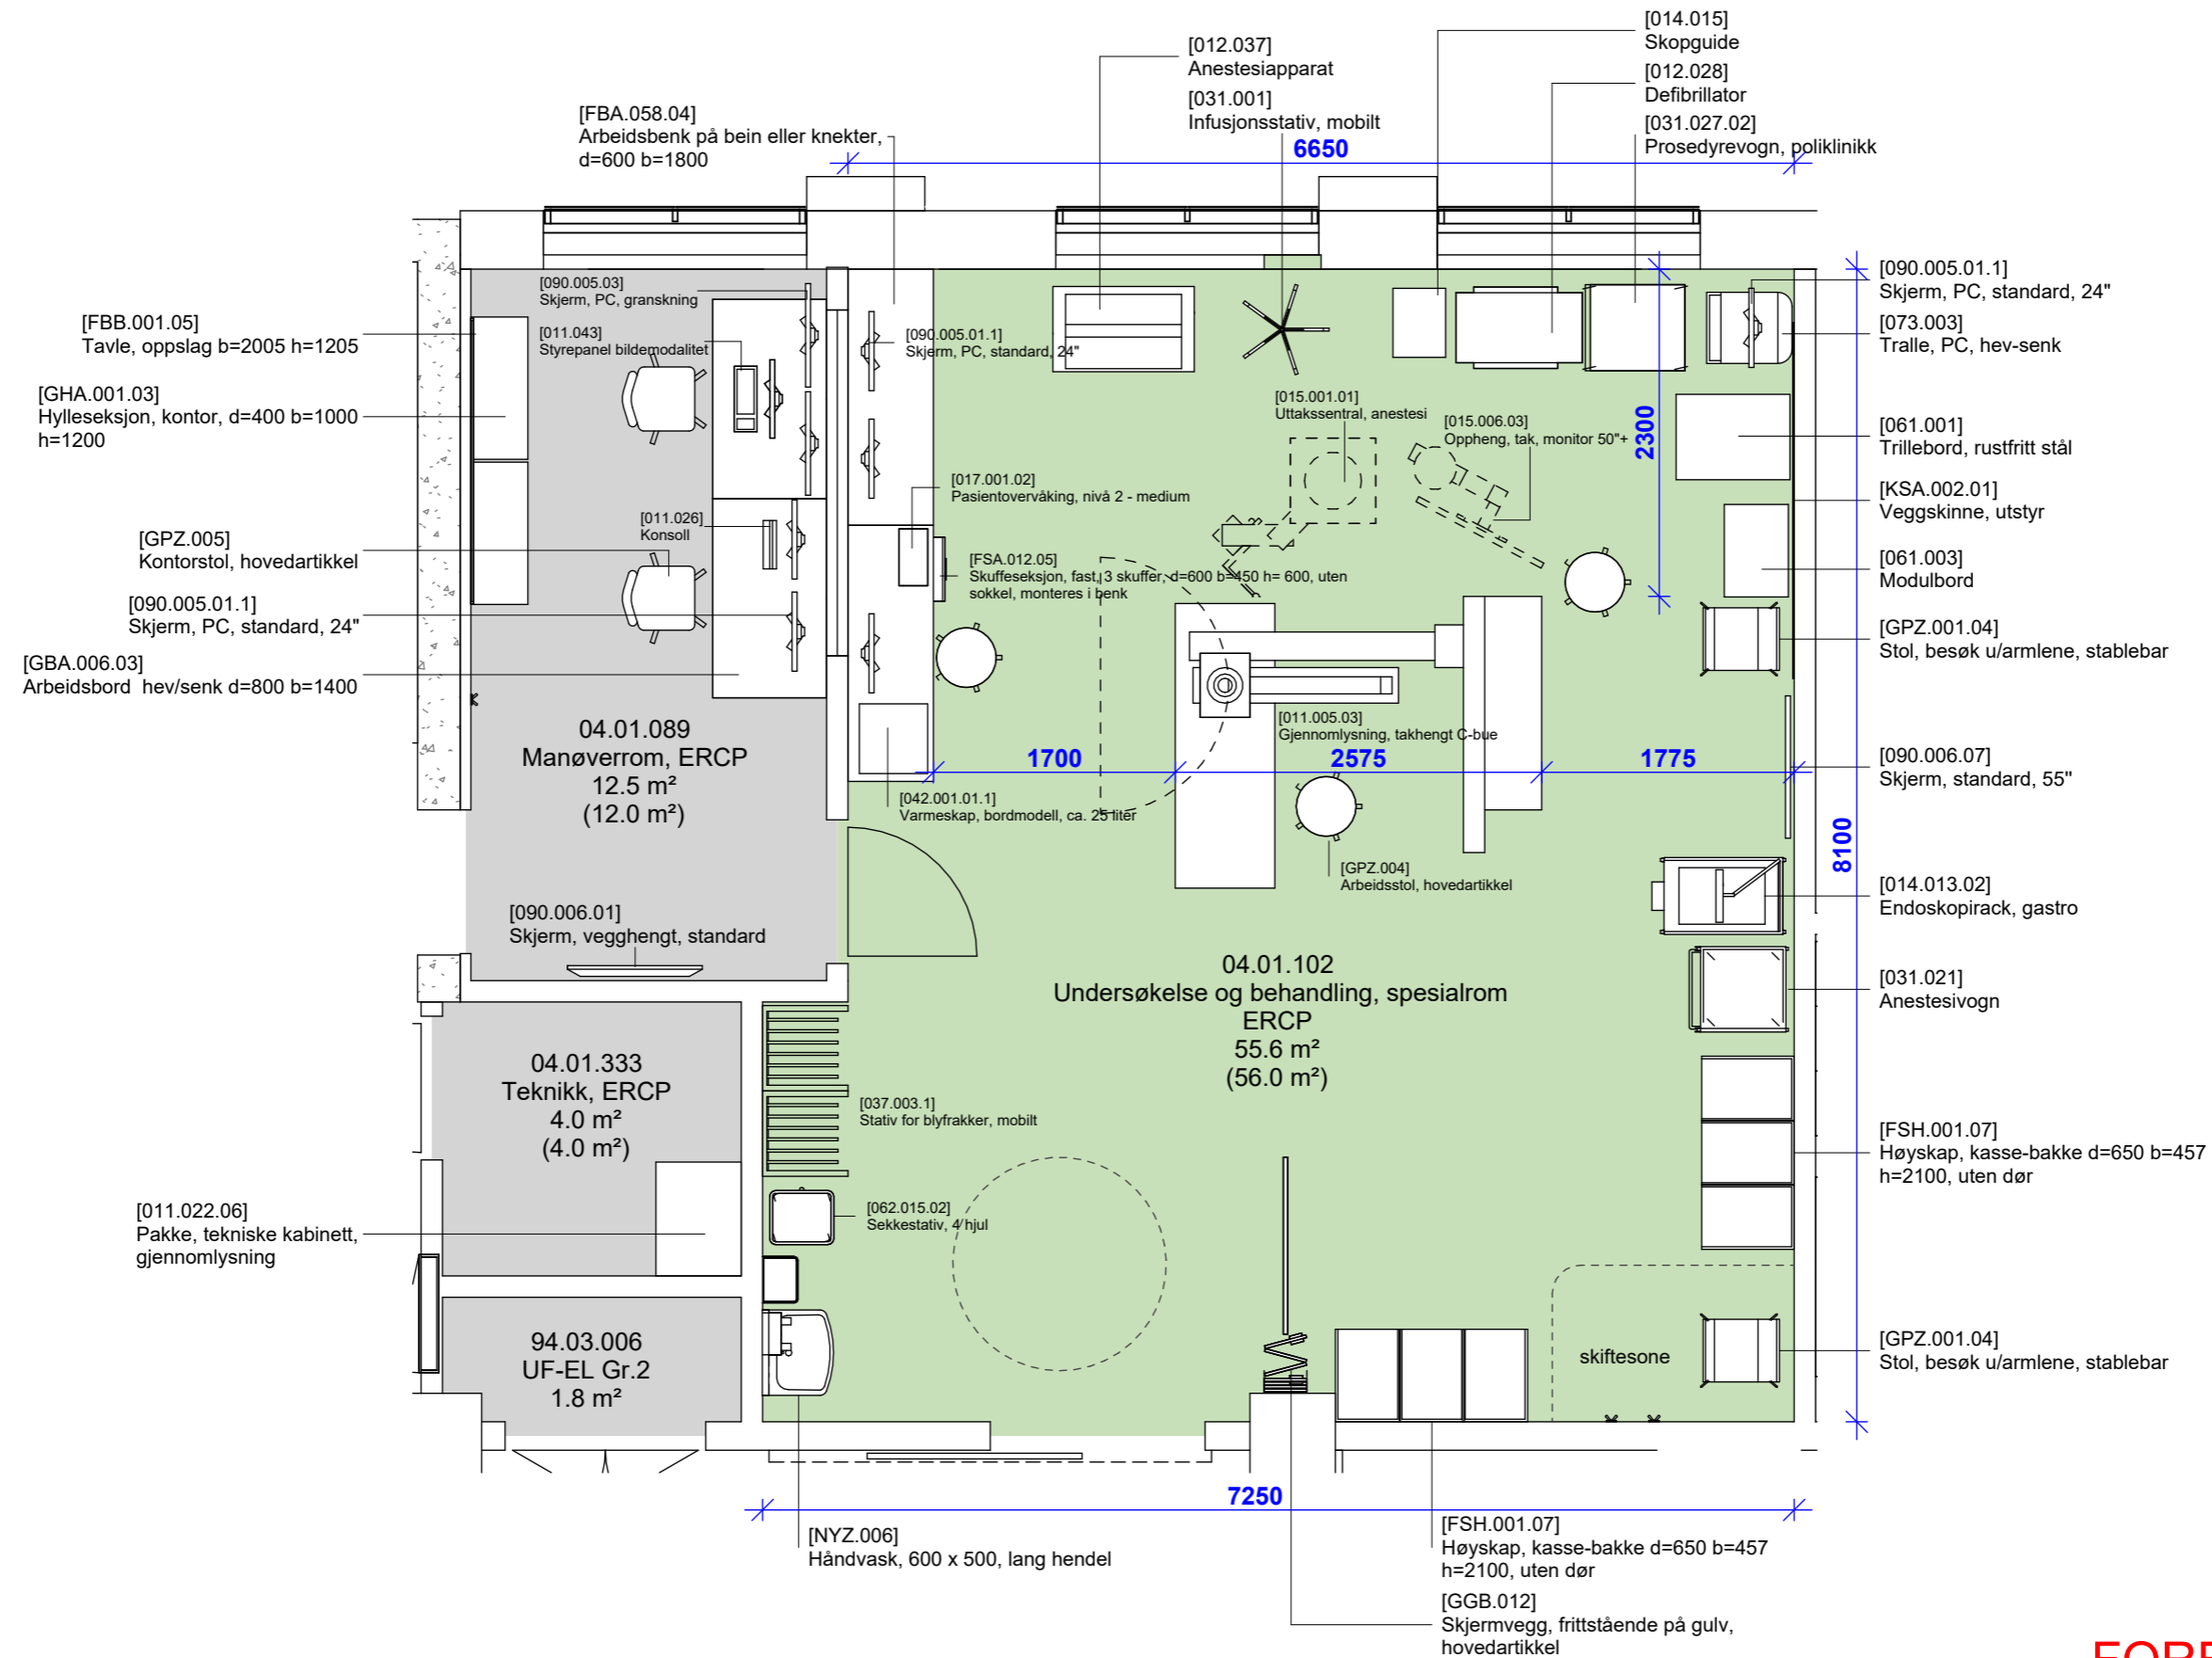 [014.015]
Skopguide
[012.037]
Anestesiapparat
[012.028]
Defibrillator
[031.001]
Infusjonsstativ, mobilt
[031.027.02]
Prosedyrevogn, poliklinikk
[FBA.058.04]
Arbeidsbenk på bein eller knekter,
d=600 b=1800
6650
[090.005.01.1]
Skjerm, PC, standard, 24"
[073.003]
Tralle, PC, hev-senk
[090.005.03]
Skjerm, PC, granskning
[FBB.001.05]
Tavle, oppslag b=2005 h=1205
[011.043]
Styrepanel bildemodalitet
[090.005.01.1]
Skjerm, PC, standard, 24"
[GHA.001.03]
Hylleseksjon, kontor, d=400 b=1000
h=1200
[015.001.01]
Uttakssentral, anestesi
[015.006.03]
Oppheng, tak, monitor 50"+
2300
[061.001]
Trillebord, rustfritt stål
[017.001.02]
Pasientovervåking, nivå 2 - medium
[KSA.002.01]
Veggskinne, utstyr
[011.026]
Konsoll
[GPZ.005]
Kontorstol, hovedartikkel
[FSA.012.05]
Skuffeseksjon, fast, 3 skuffer, d=600 b=450 h= 600, uten
sokkel, monteres i benk
[061.003]
Modulbord
[090.005.01.1]
Skjerm, PC, standard, 24"
[GPZ.001.04]
Stol, besøk u/armlene, stablebar
[GBA.006.03]
Arbeidsbord hev/senk d=800 b=1400
04.01.089
Manøverrom, ERCP
12.5 m²
(12.0 m²)
[011.005.03]
Gjennomlysning, takhengt C-bue
1700
2575
1775
[090.006.07]
Skjerm, standard, 55"
[042.001.01.1]
Varmeskap, bordmodell, ca. 25 liter
8100
[GPZ.004]
Arbeidsstol, hovedartikkel
[014.013.02]
Endoskopirack, gastro
[090.006.01]
Skjerm, vegghengt, standard
04.01.102
Undersøkelse og behandling, spesialrom
ERCP
55.6 m²
(56.0 m²)
[031.021]
Anestesivogn
04.01.333
Teknikk, ERCP
4.0 m²
(4.0 m²)
[037.003.1]
Stativ for blyfrakker, mobilt
[FSH.001.07]
Høyskap, kasse-bakke d=650 b=457
h=2100, uten dør
[011.022.06]
Pakke, tekniske kabinett,
gjennomlysning
[062.015.02]
Sekkestativ, 4 hjul
94.03.006
UF-EL Gr.2
1.8 m²
skiftesone
[GPZ.001.04]
Stol, besøk u/armlene, stablebar
7250
[NYZ.006]
Håndvask, 600 x 500, lang hendel
[FSH.001.07]
Høyskap, kasse-bakke d=650 b=457
h=2100, uten dør
[GGB.012]
Skjermvegg, frittstående på gulv,
hovedartikkel